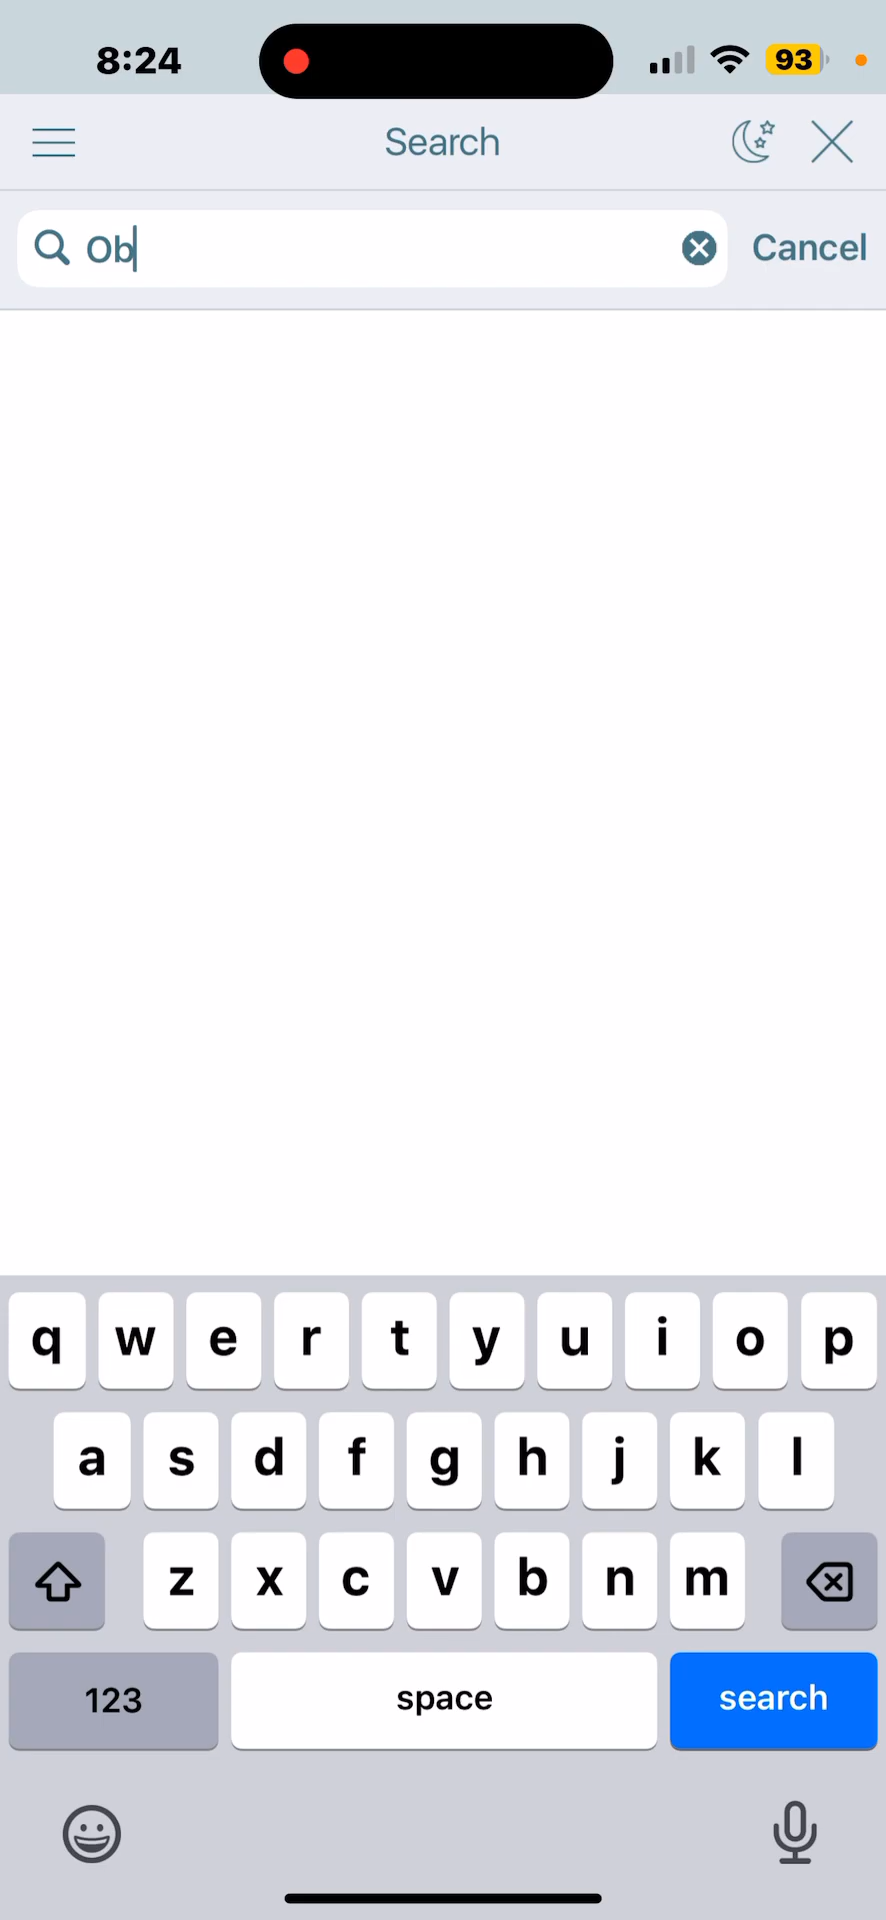 8:24
93
Search
Ob
Cancel
q w e r t y u i o p
a s d f g h j k l
z x c v b n m
123 space search